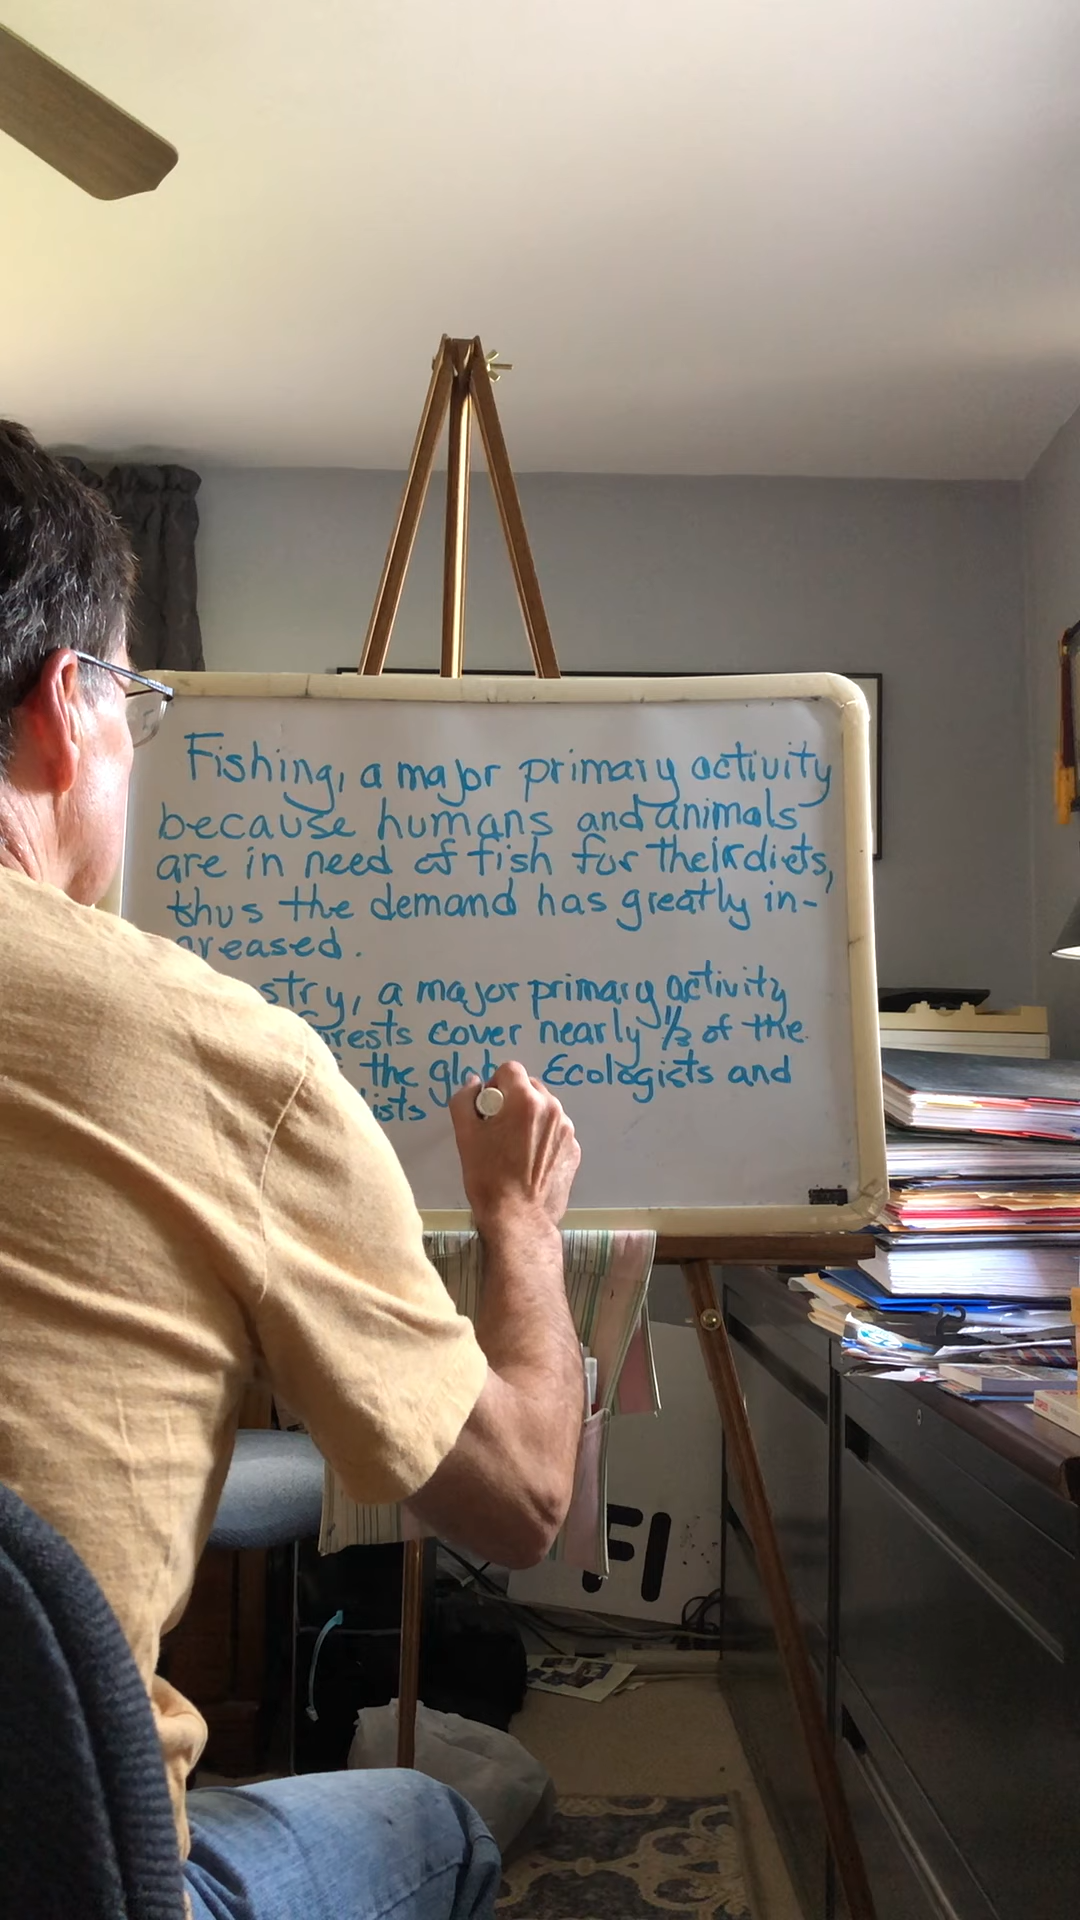 Fishing, a major primary activity
because humans and animals
are in need of fish for their diets,
thus the demand has greatly in-
creased.
stry, a major primary activity
rests cover nearly 1/3 of the
the glob Ecologists and
ists
FI